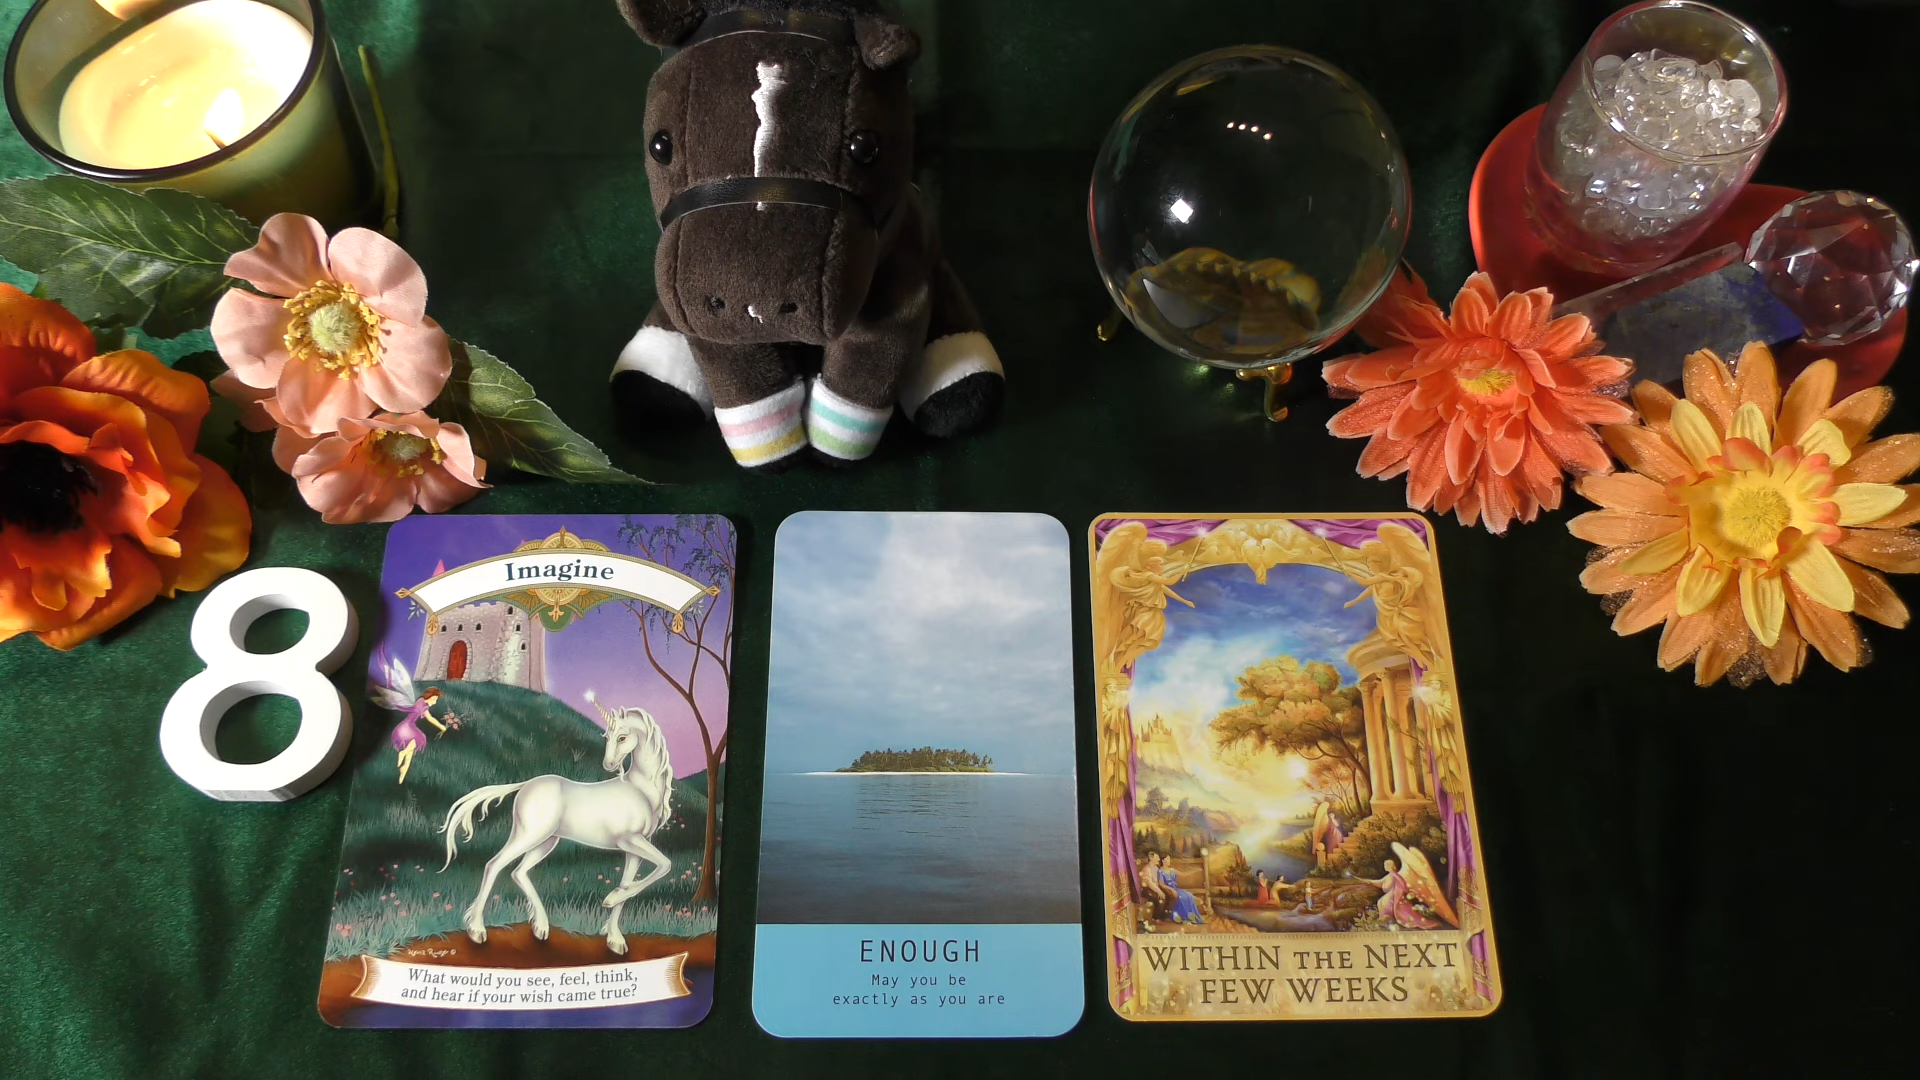 8
Imagine
What would you see, feel, think,
and hear if your wish came true?
ENOUGH
May you be
exactly as you are
WITHIN THE NEXT
FEW WEEKS